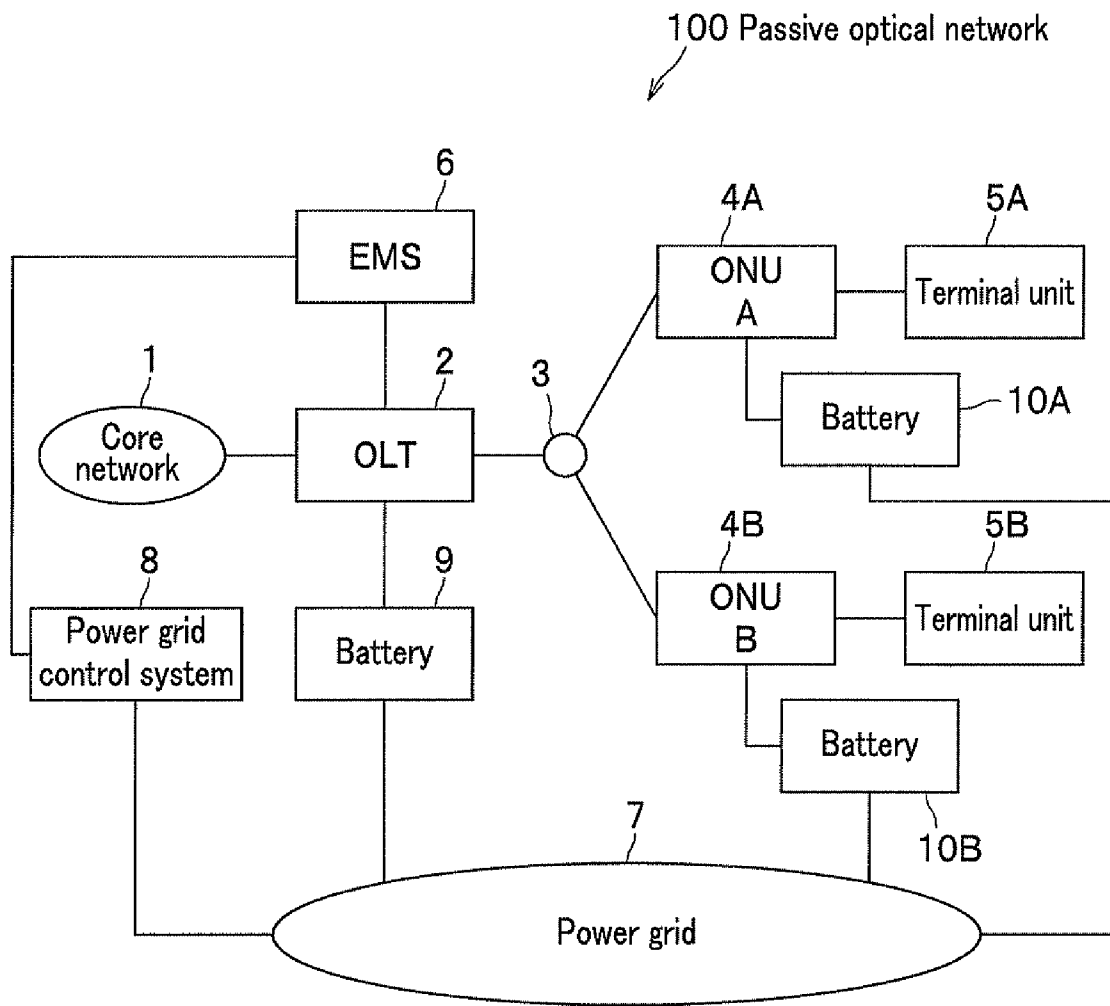 100 Passive optical network
6
EMS
4A
ONU
A
5A
Terminal unit
1
Core
network
2
OLT
3
10A
Battery
8
Power grid
control system
9
Battery
4B
ONU
B
5B
Terminal unit
Battery
10B
7
Power grid